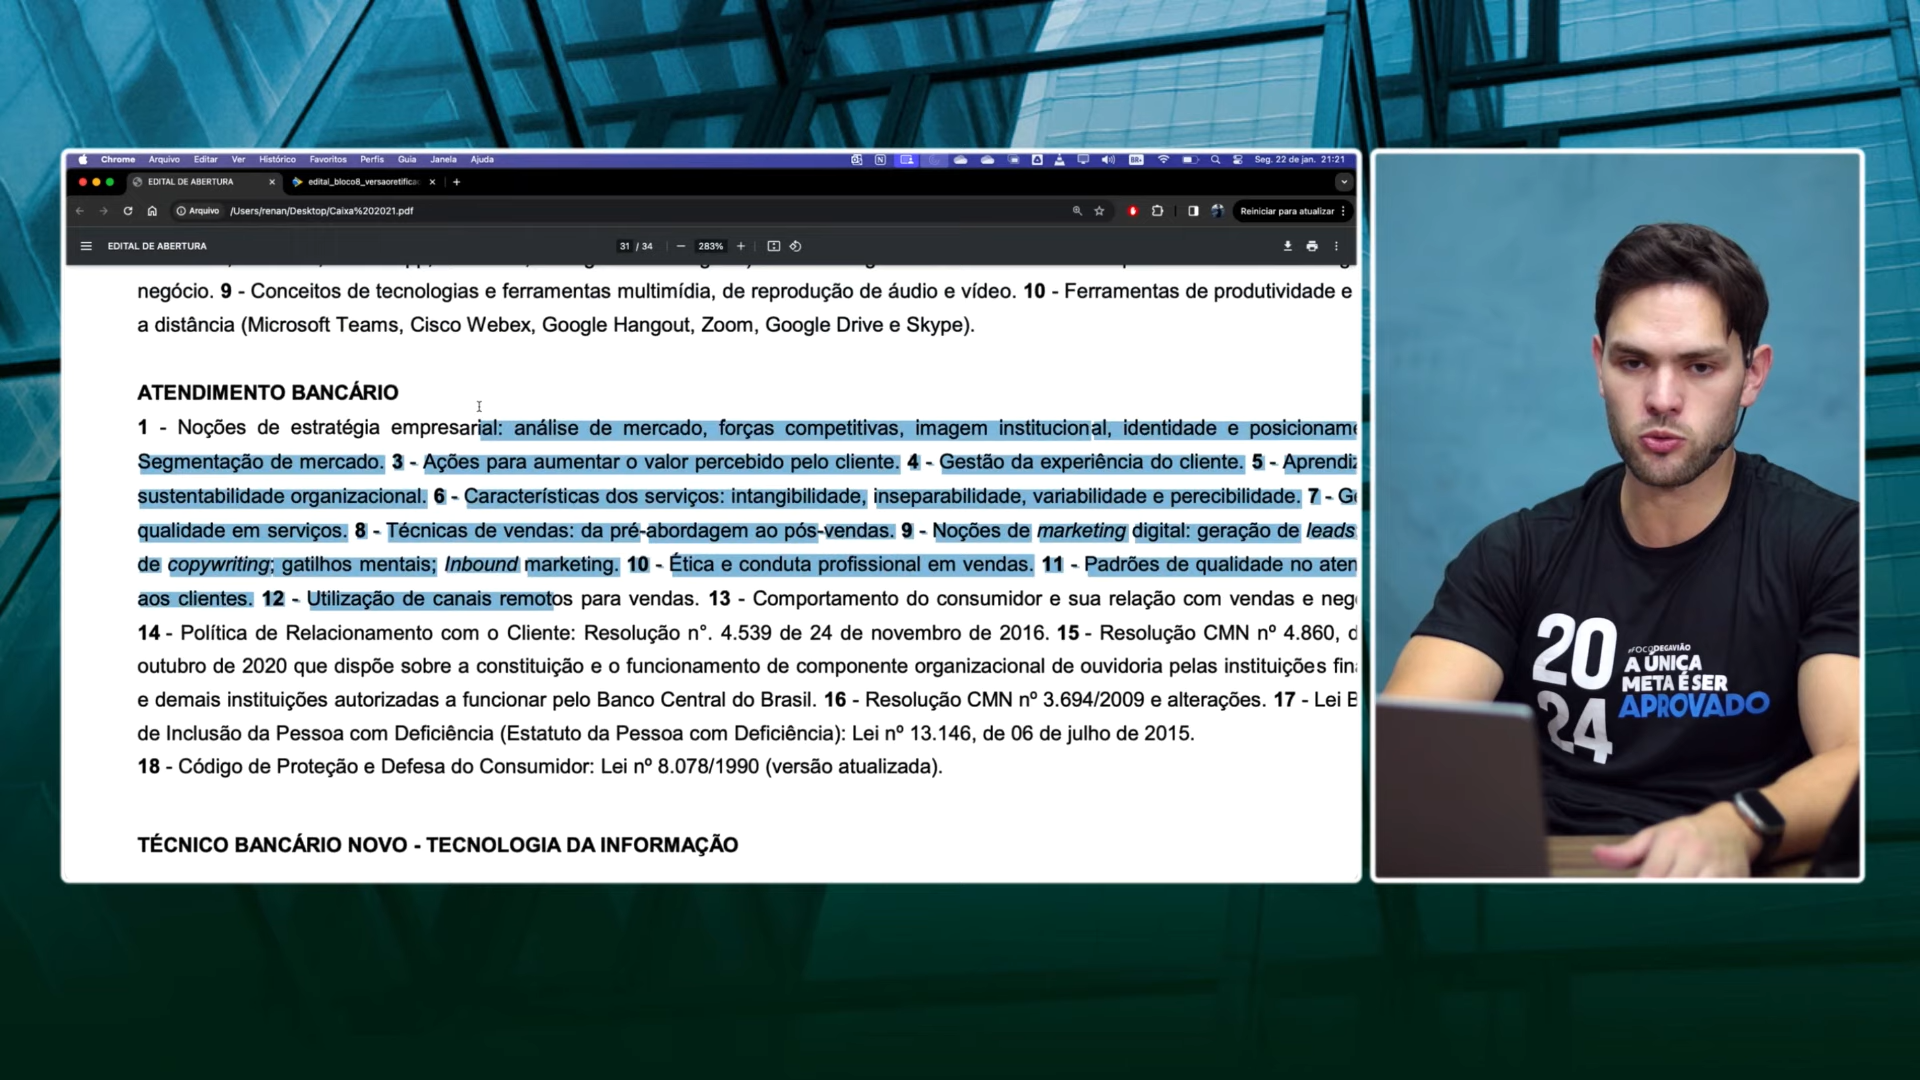 Chrome Arquivo Editar Ver Histórico Favoritos Perfis Guia Janela Ajuda Seg. 22 de jan. 21:21
EDITAL DE ABERTURA edital_bloco8_versaoretifica
Arquivo /Users/renan/Desktop/Caixa%202021.pdf Reiniciar para atualizar
EDITAL DE ABERTURA 31 / 34 283%
negócio. 9 - Conceitos de tecnologias e ferramentas multimídia, de reprodução de áudio e vídeo. 10 - Ferramentas de produtividade e
a distância (Microsoft Teams, Cisco Webex, Google Hangout, Zoom, Google Drive e Skype).
ATENDIMENTO BANCÁRIO
1 - Noções de estratégia empresarial: análise de mercado, forças competitivas, imagem institucional, identidade e posicioname
Segmentação de mercado. 3 - Ações para aumentar o valor percebido pelo cliente. 4 - Gestão da experiência do cliente. 5 - Aprendiz
sustentabilidade organizacional. 6 - Características dos serviços: intangibilidade, inseparabilidade, variabilidade e perecibilidade. 7 - Ge
qualidade em serviços. 8 - Técnicas de vendas: da pré-abordagem ao pós-vendas. 9 - Noções de marketing digital: geração de leads
de copywriting; gatilhos mentais; Inbound marketing. 10 - Ética e conduta profissional em vendas. 11 - Padrões de qualidade no aten
aos clientes. 12 - Utilização de canais remotos para vendas. 13 - Comportamento do consumidor e sua relação com vendas e neg
14 - Política de Relacionamento com o Cliente: Resolução n°. 4.539 de 24 de novembro de 2016. 15 - Resolução CMN nº 4.860, d
outubro de 2020 que dispõe sobre a constituição e o funcionamento de componente organizacional de ouvidoria pelas instituições fin
e demais instituições autorizadas a funcionar pelo Banco Central do Brasil. 16 - Resolução CMN nº 3.694/2009 e alterações. 17 - Lei B
de Inclusão da Pessoa com Deficiência (Estatuto da Pessoa com Deficiência): Lei nº 13.146, de 06 de julho de 2015.
18 - Código de Proteção e Defesa do Consumidor: Lei nº 8.078/1990 (versão atualizada).
TÉCNICO BANCÁRIO NOVO - TECNOLOGIA DA INFORMAÇÃO
20
24
#FOCODEGAVIÃO
A ÚNICA
META É SER
APROVADO